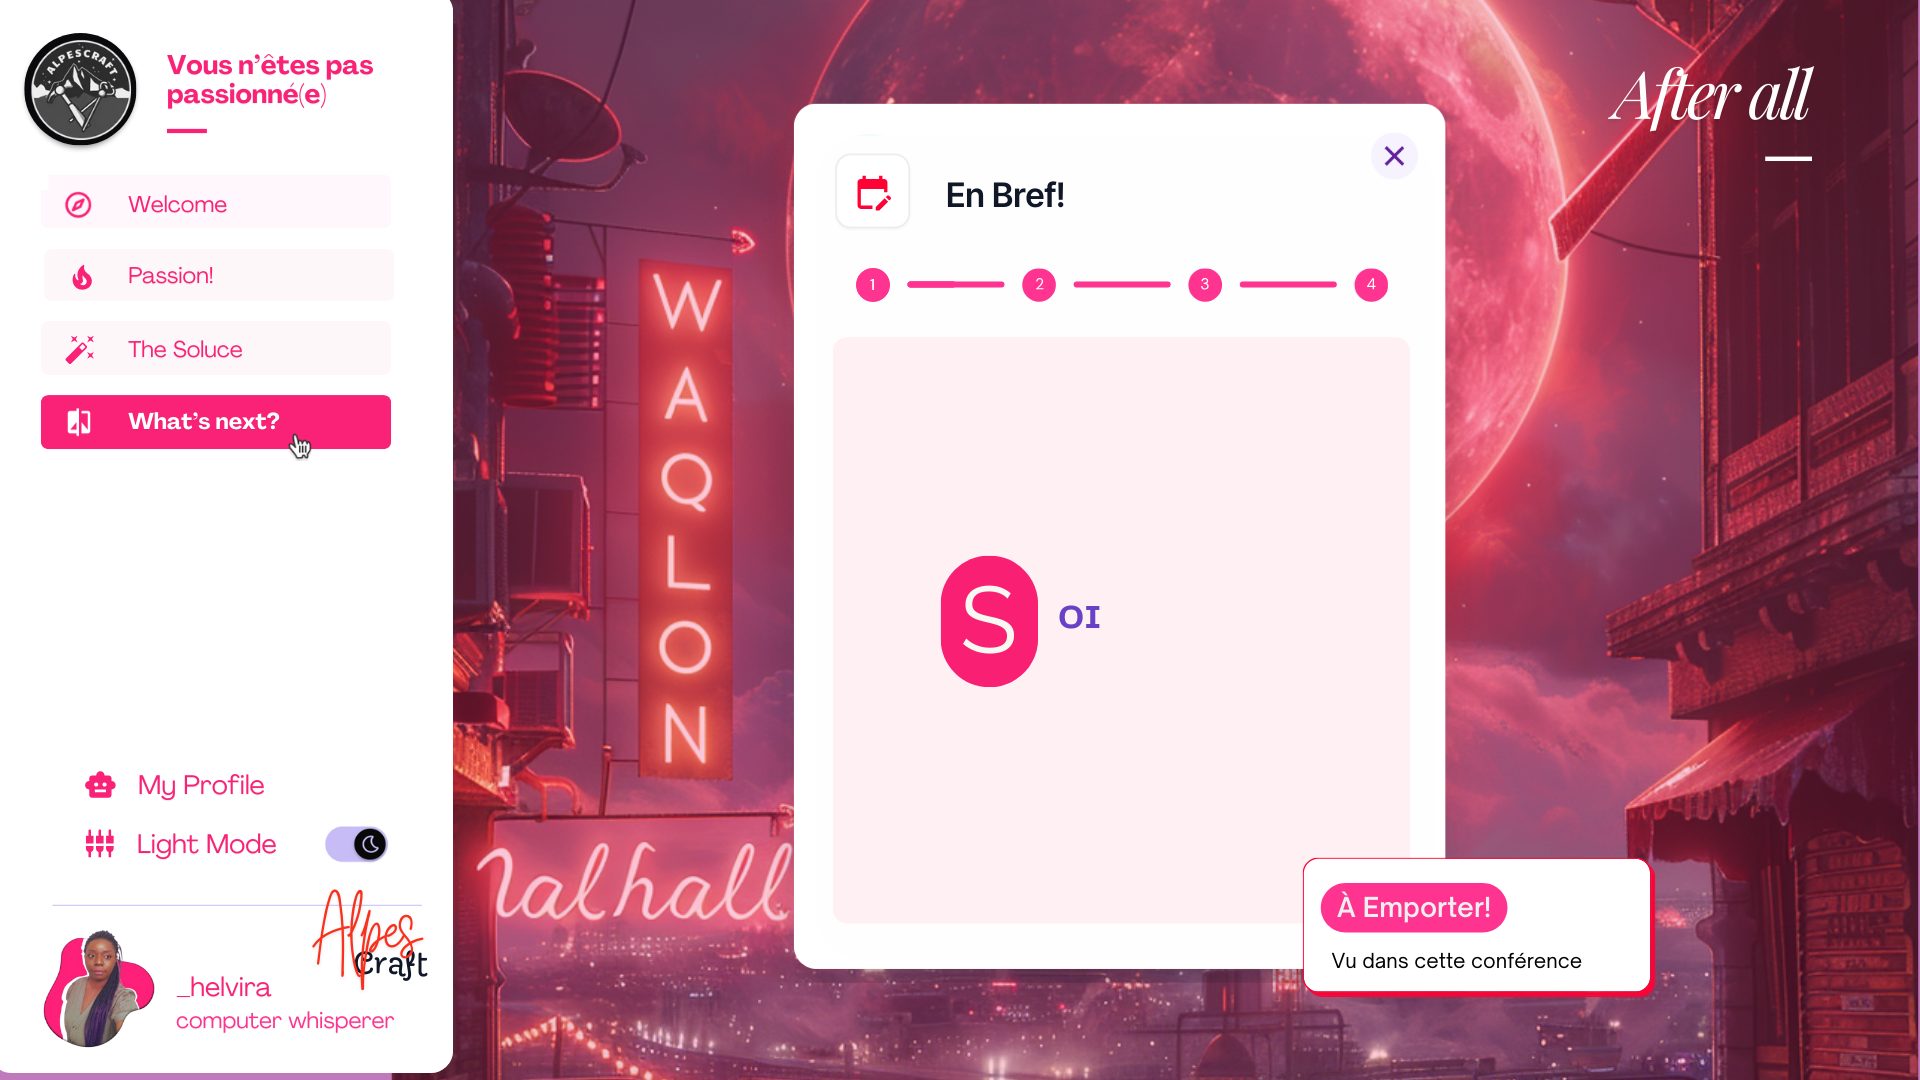 ALPESCRAFT
Vous n'êtes pas
passionné(e)
Welcome
Passion!
The Soluce
What's next?
My Profile
Light Mode
Alpes
Craft
_helvira
computer whisperer
WAQLON
Valhall
En Bref!
1
2
3
4
S
OI
À Emporter!
Vu dans cette conférence
After all